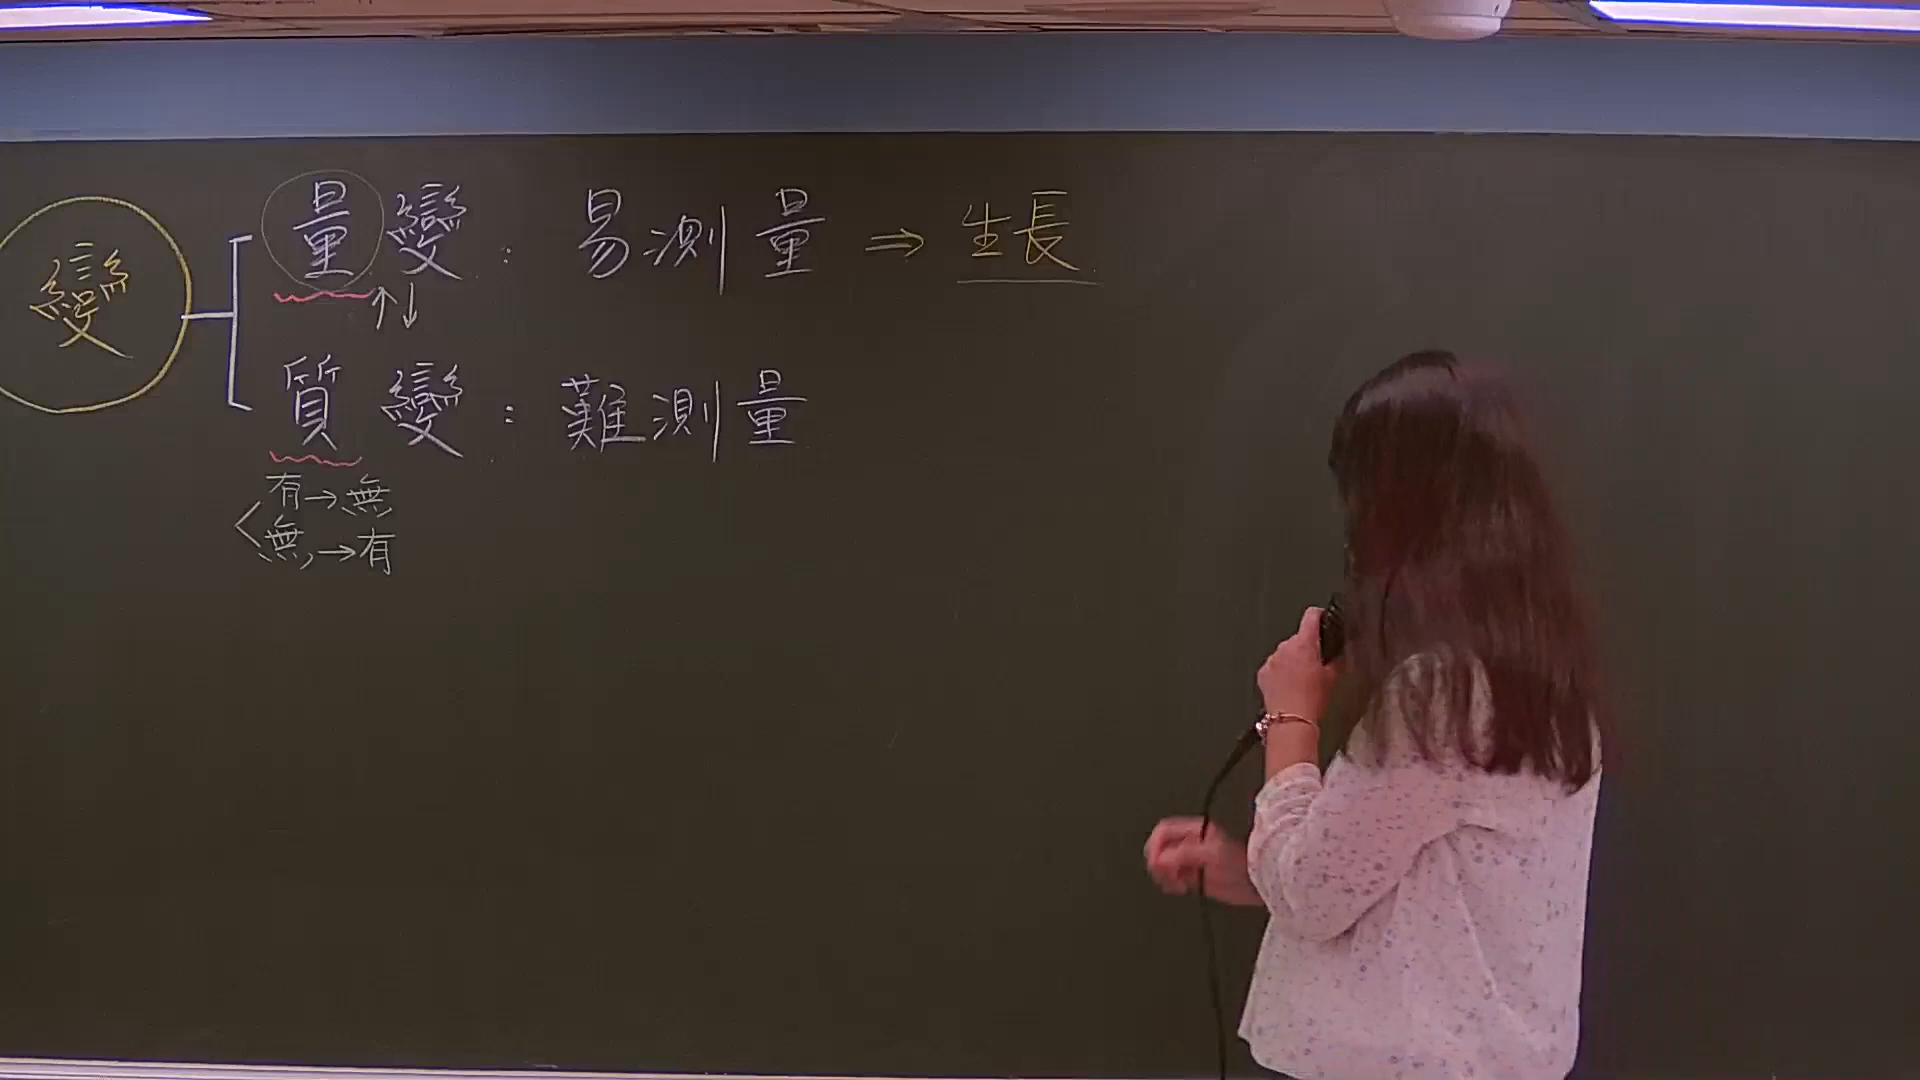 變
量變：易測量⇒生長
↑↓
質變：難測量
有→無
無→有